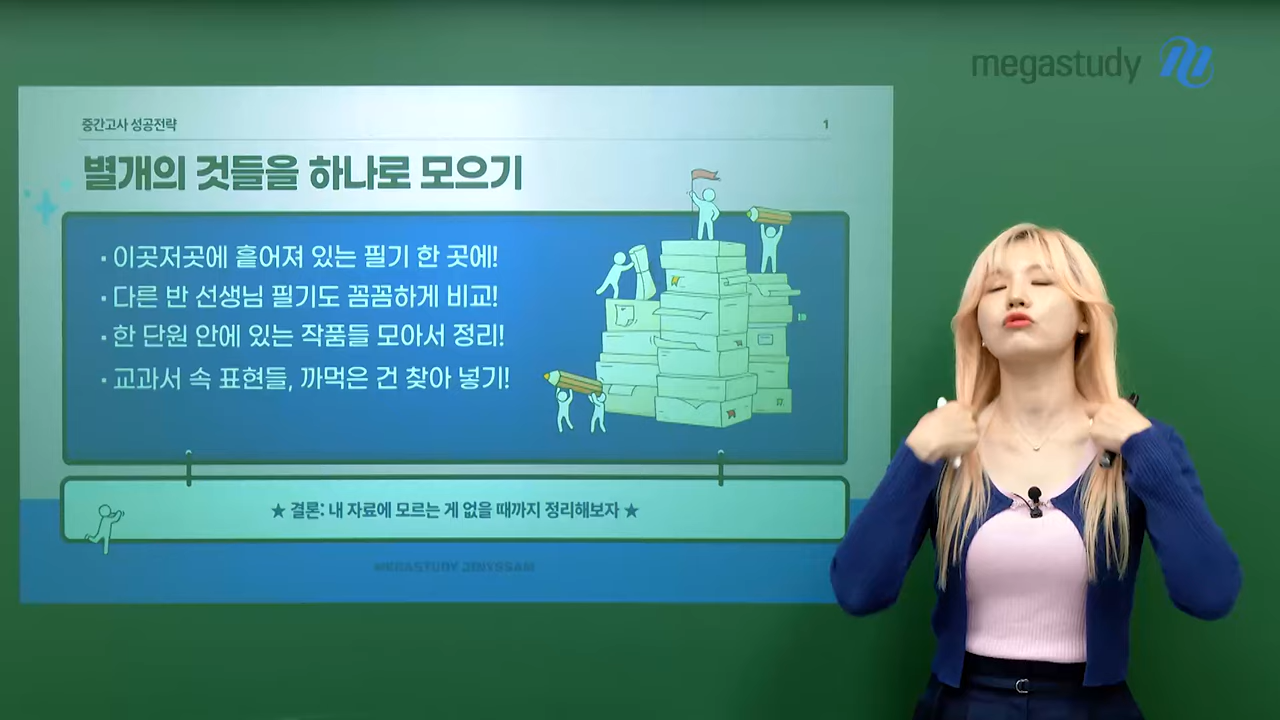 megastudy
중간고사 성공전략
1
별개의 것들을 하나로 모으기
· 이곳저곳에 흩어져 있는 필기 한 곳에!
· 다른 반 선생님 필기도 꼼꼼하게 비교!
· 한 단원 안에 있는 작품들 모아서 정리!
· 교과서 속 표현들, 까먹은 건 찾아 넣기!
★ 결론: 내 자료에 모르는 게 없을 때까지 정리해보자 ★
MEGASTUDY JINYSSAM